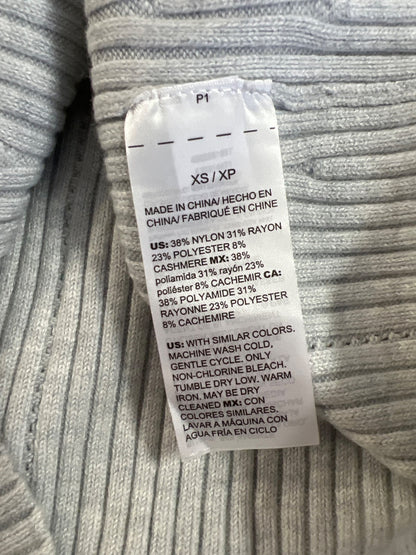 P1
XS / XP
MADE IN CHINA/ HECHO EN
CHINA/ FABRIQUÉ EN CHINE
US: 38% NYLON 31% RAYON
23% POLYESTER 8%
CASHMERE MX: 38%
poliamida 31% rayón 23%
poliéster 8% CACHEMIR CA:
38% POLYAMIDE 31%
RAYONNE 23% POLYESTER
8% CACHEMIRE
US: WITH SIMILAR COLORS.
MACHINE WASH COLD,
GENTLE CYCLE. ONLY
NON-CHLORINE BLEACH.
TUMBLE DRY LOW. WARM
IRON. MAY BE DRY
CLEANED MX: CON
COLORES SIMILARES.
LAVAR A MÁQUINA CON
AGUA FRÍA EN CICLO